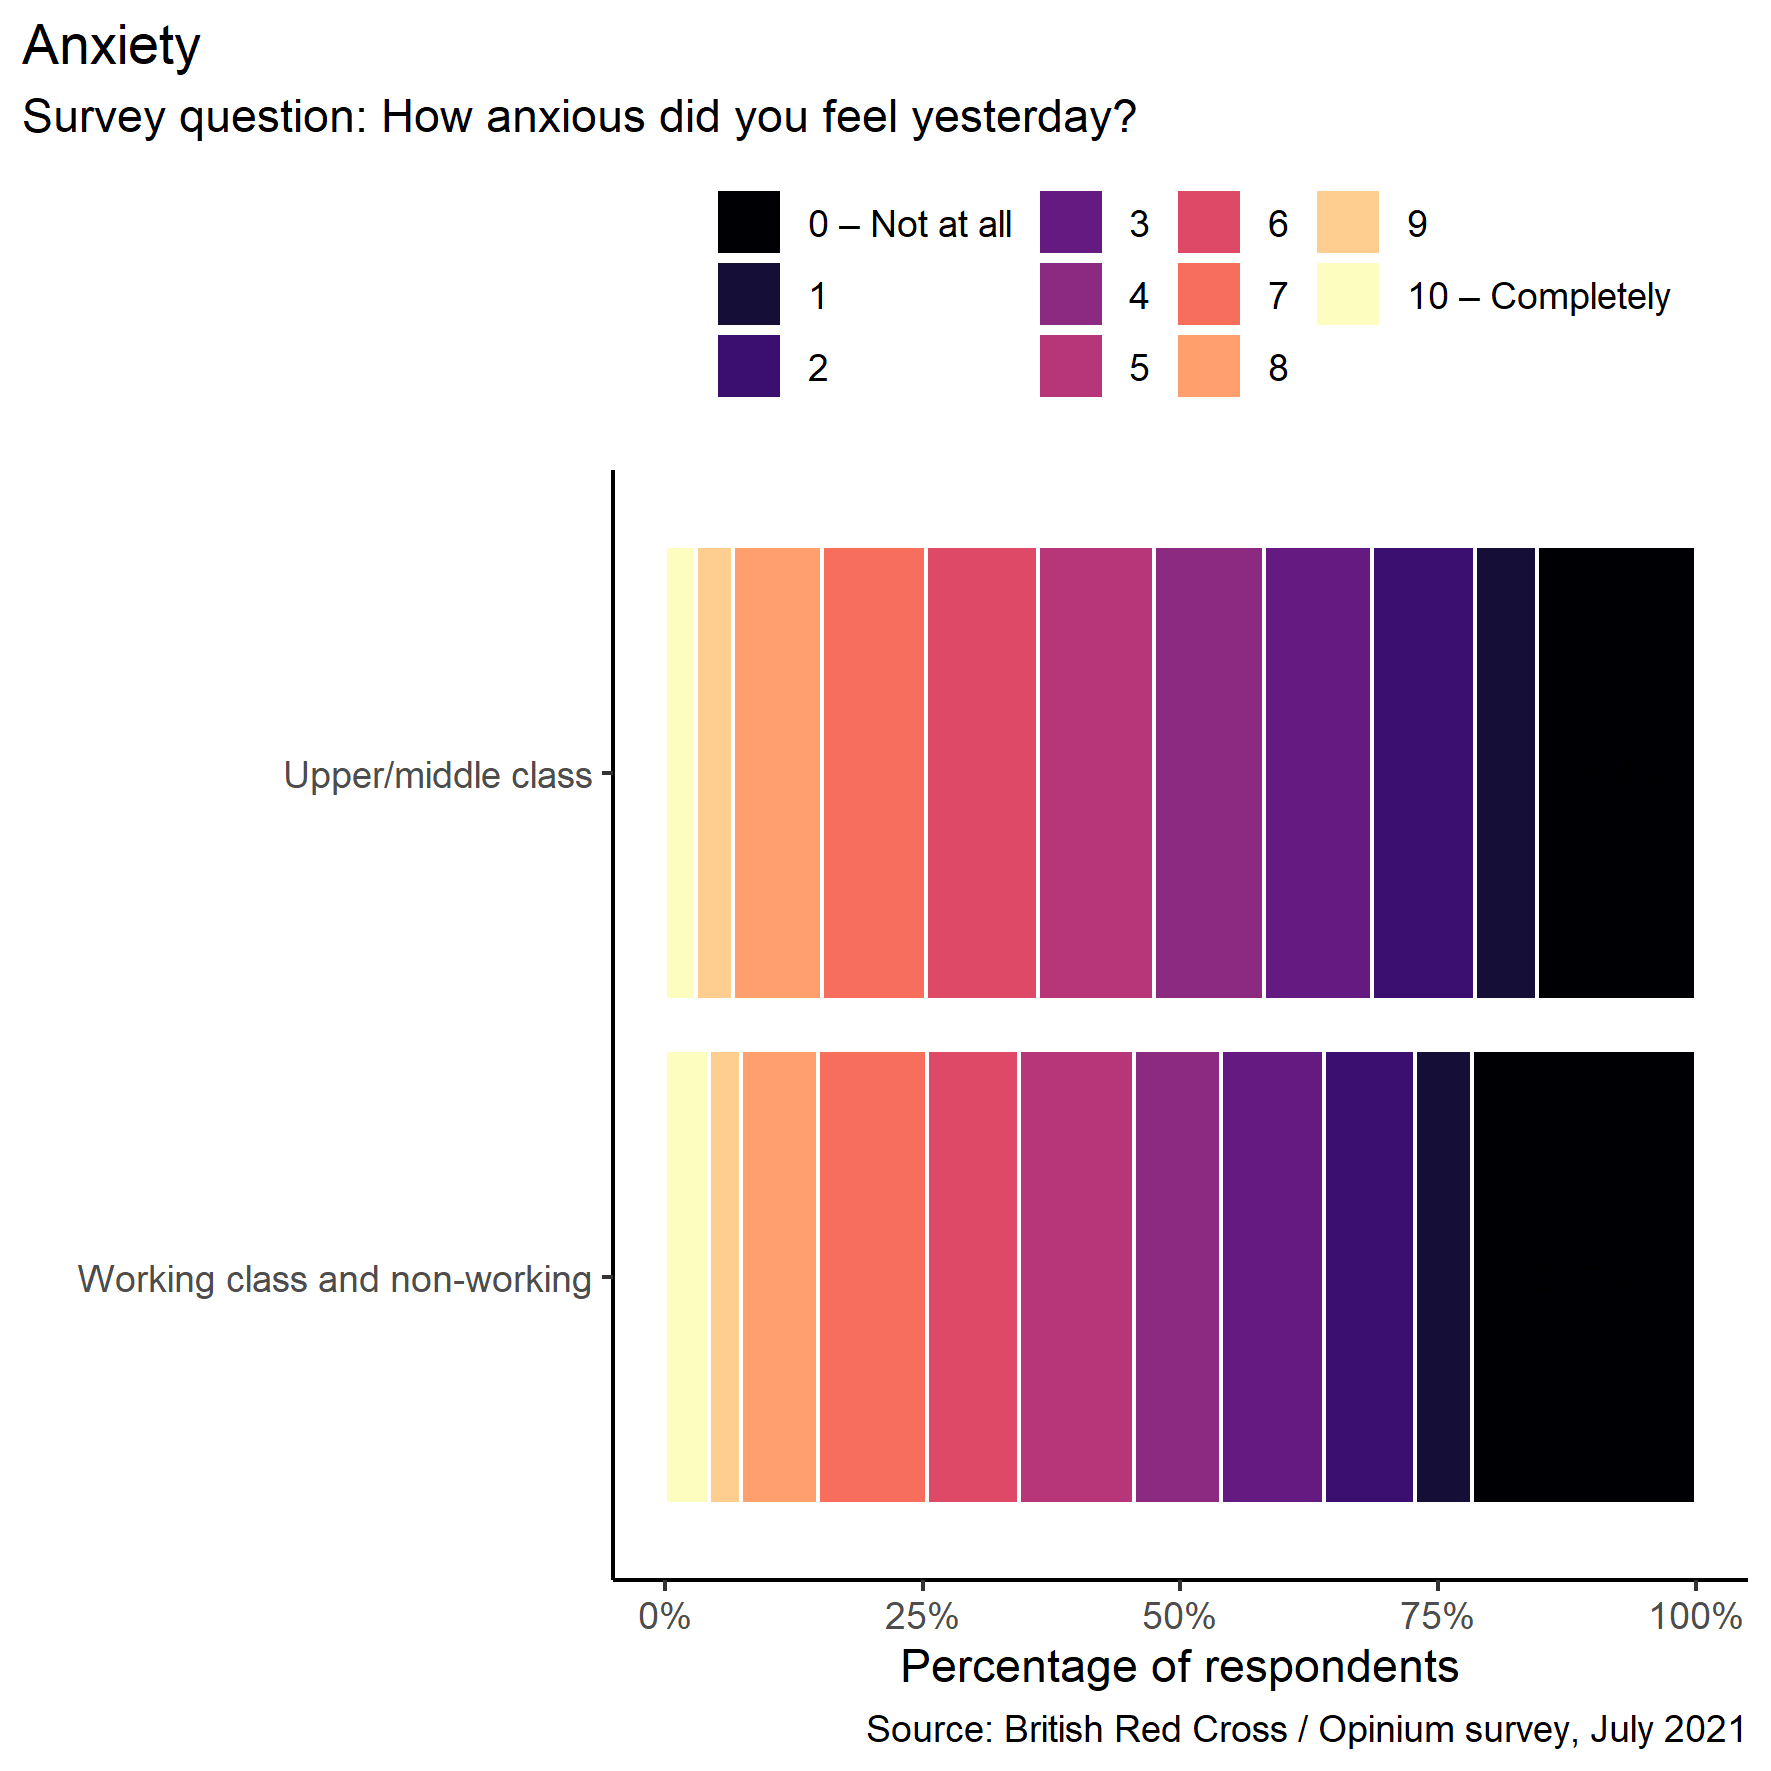 Anxiety
Survey question: How anxious did you feel yesterday?
0 – Not at all
1
2
3
4
5
6
7
8
9
10 – Completely
Upper/middle class
Working class and non-working
0% 25% 50% 75% 100%
Percentage of respondents
Source: British Red Cross / Opinium survey, July 2021